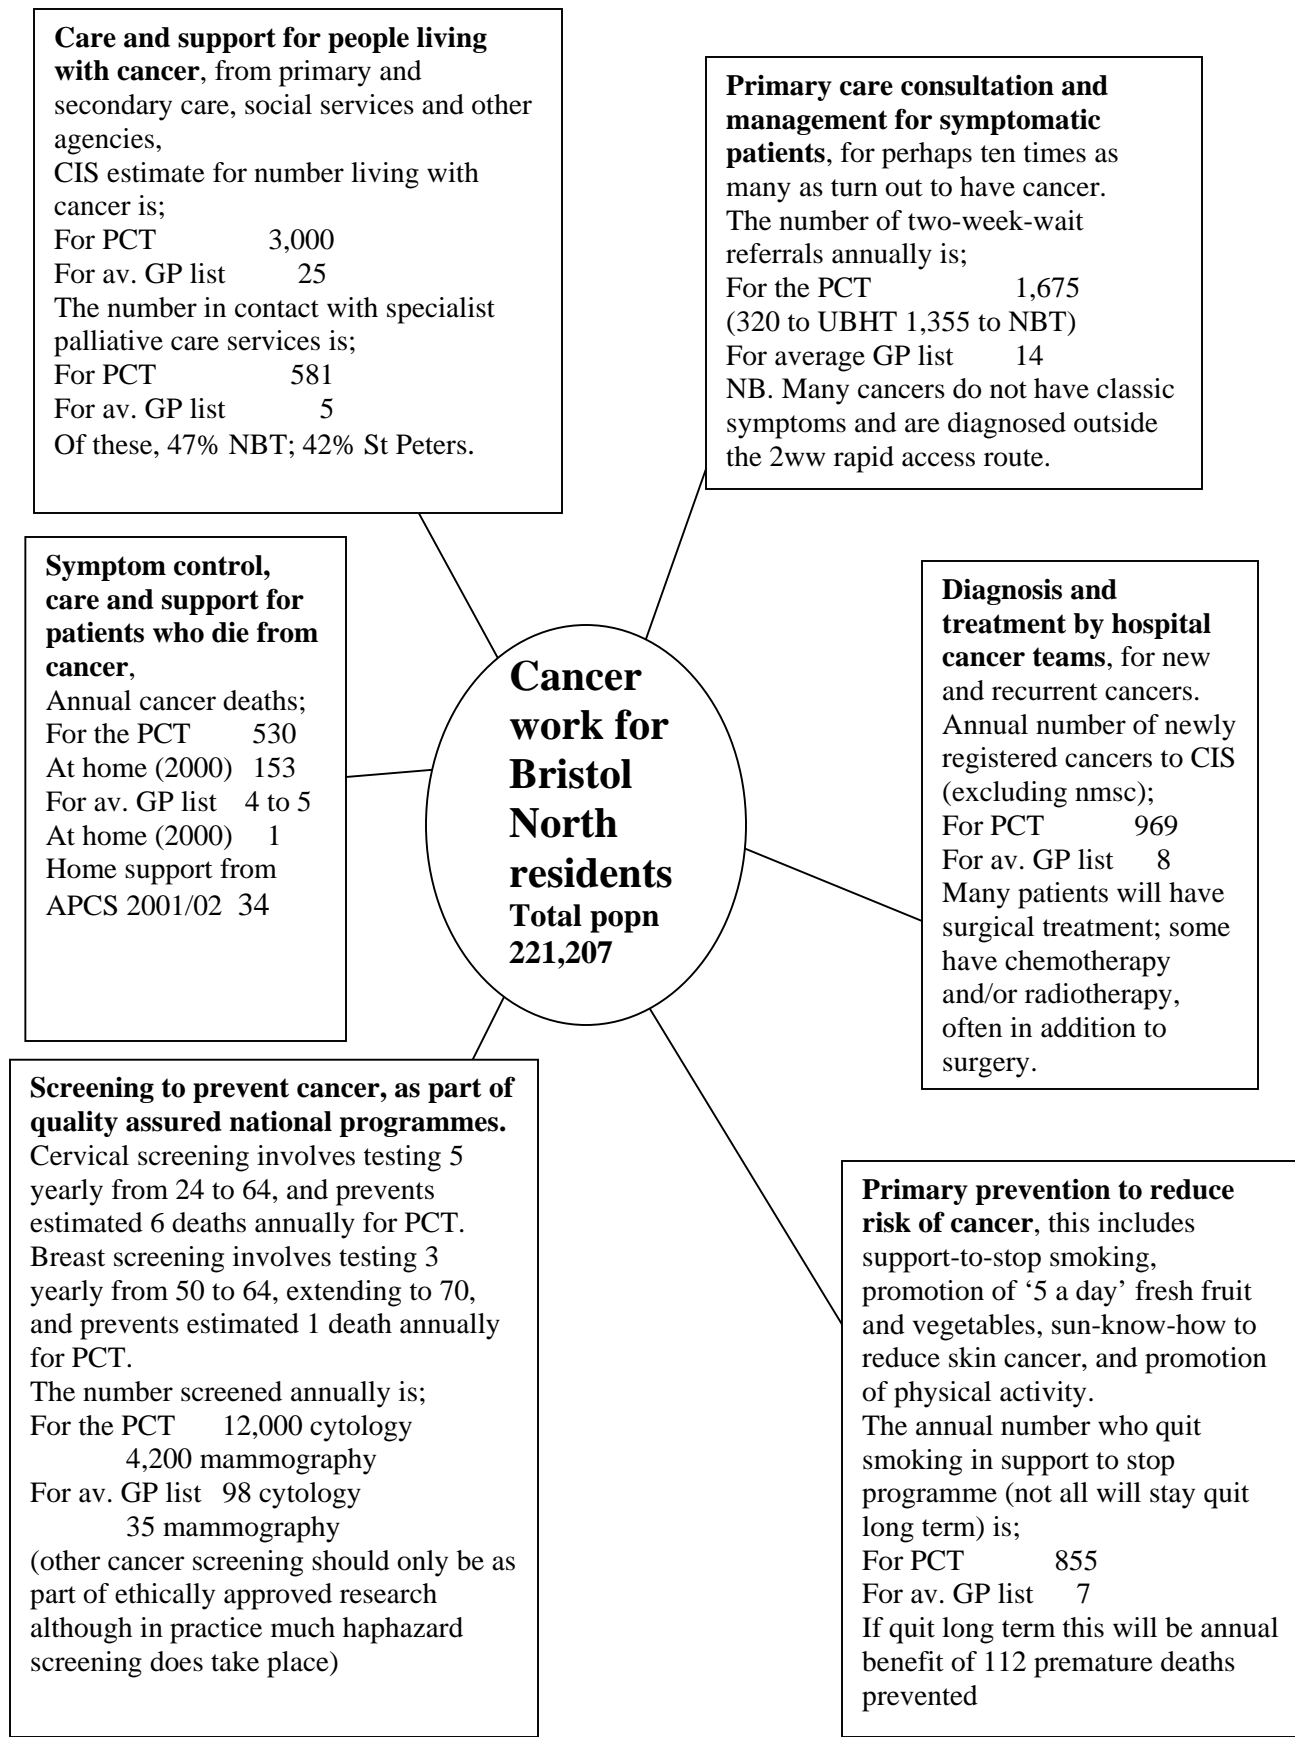 Care and support for people living
with cancer, from primary and
secondary care, social services and other
agencies,
CIS estimate for number living with
cancer is;
For PCT 3,000
For av. GP list 25
The number in contact with specialist
palliative care services is;
For PCT 581
For av. GP list 5
Of these, 47% NBT; 42% St Peters.
Primary care consultation and
management for symptomatic
patients, for perhaps ten times as
many as turn out to have cancer.
The number of two-week-wait
referrals annually is;
For the PCT 1,675
(320 to UBHT 1,355 to NBT)
For average GP list 14
NB. Many cancers do not have classic
symptoms and are diagnosed outside
the 2ww rapid access route.
Symptom control,
care and support for
patients who die from
cancer,
Annual cancer deaths;
For the PCT 530
At home (2000) 153
For av. GP list 4 to 5
At home (2000) 1
Home support from
APCS 2001/02 34
Cancer
work for
Bristol
North
residents
Total popn
221,207
Diagnosis and
treatment by hospital
cancer teams, for new
and recurrent cancers.
Annual number of newly
registered cancers to CIS
(excluding nmsc);
For PCT 969
For av. GP list 8
Many patients will have
surgical treatment; some
have chemotherapy
and/or radiotherapy,
often in addition to
surgery.
Screening to prevent cancer, as part of
quality assured national programmes.
Cervical screening involves testing 5
yearly from 24 to 64, and prevents
estimated 6 deaths annually for PCT.
Breast screening involves testing 3
yearly from 50 to 64, extending to 70,
and prevents estimated 1 death annually
for PCT.
The number screened annually is;
For the PCT 12,000 cytology
4,200 mammography
For av. GP list 98 cytology
35 mammography
(other cancer screening should only be as
part of ethically approved research
although in practice much haphazard
screening does take place)
Primary prevention to reduce
risk of cancer, this includes
support-to-stop smoking,
promotion of ‘5 a day’ fresh fruit
and vegetables, sun-know-how to
reduce skin cancer, and promotion
of physical activity.
The annual number who quit
smoking in support to stop
programme (not all will stay quit
long term) is;
For PCT 855
For av. GP list 7
If quit long term this will be annual
benefit of 112 premature deaths
prevented